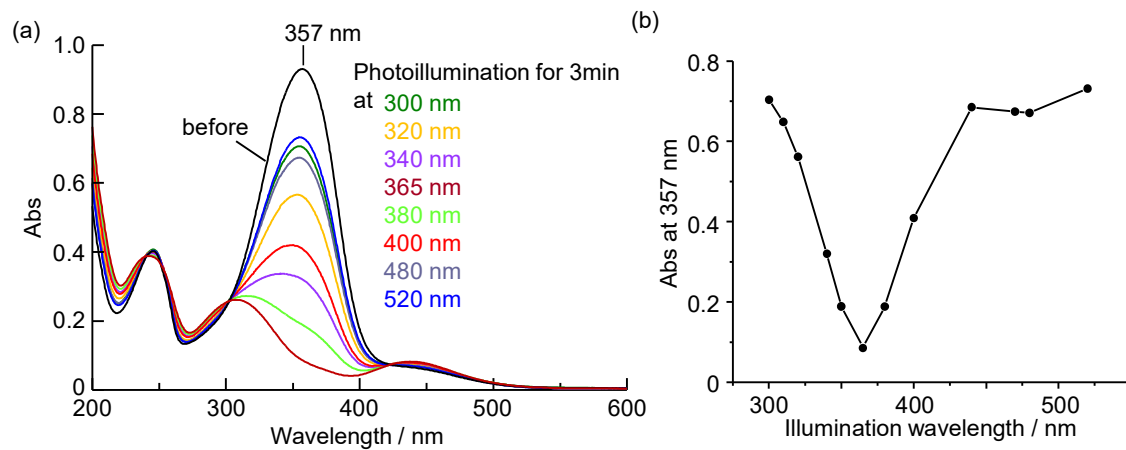 (a)
357 nm
1.0
0.8
0.6
0.4
0.2
0
Abs
before
Photoillumination for 3min
at
300 nm
320 nm
340 nm
365 nm
380 nm
400 nm
480 nm
520 nm
200
300
400
500
600
Wavelength / nm
(b)
0.8
0.6
0.4
0.2
0
Abs at 357 nm
300
400
500
Illumination wavelength / nm